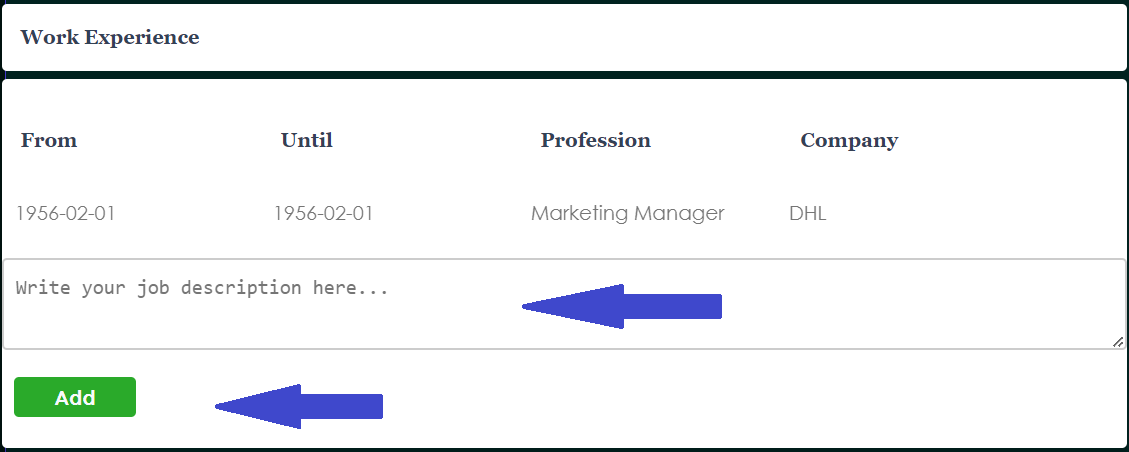 Work Experience
From Until Profession Company
1956-02-01 1956-02-01 Marketing Manager DHL
Write your job description here...
Add